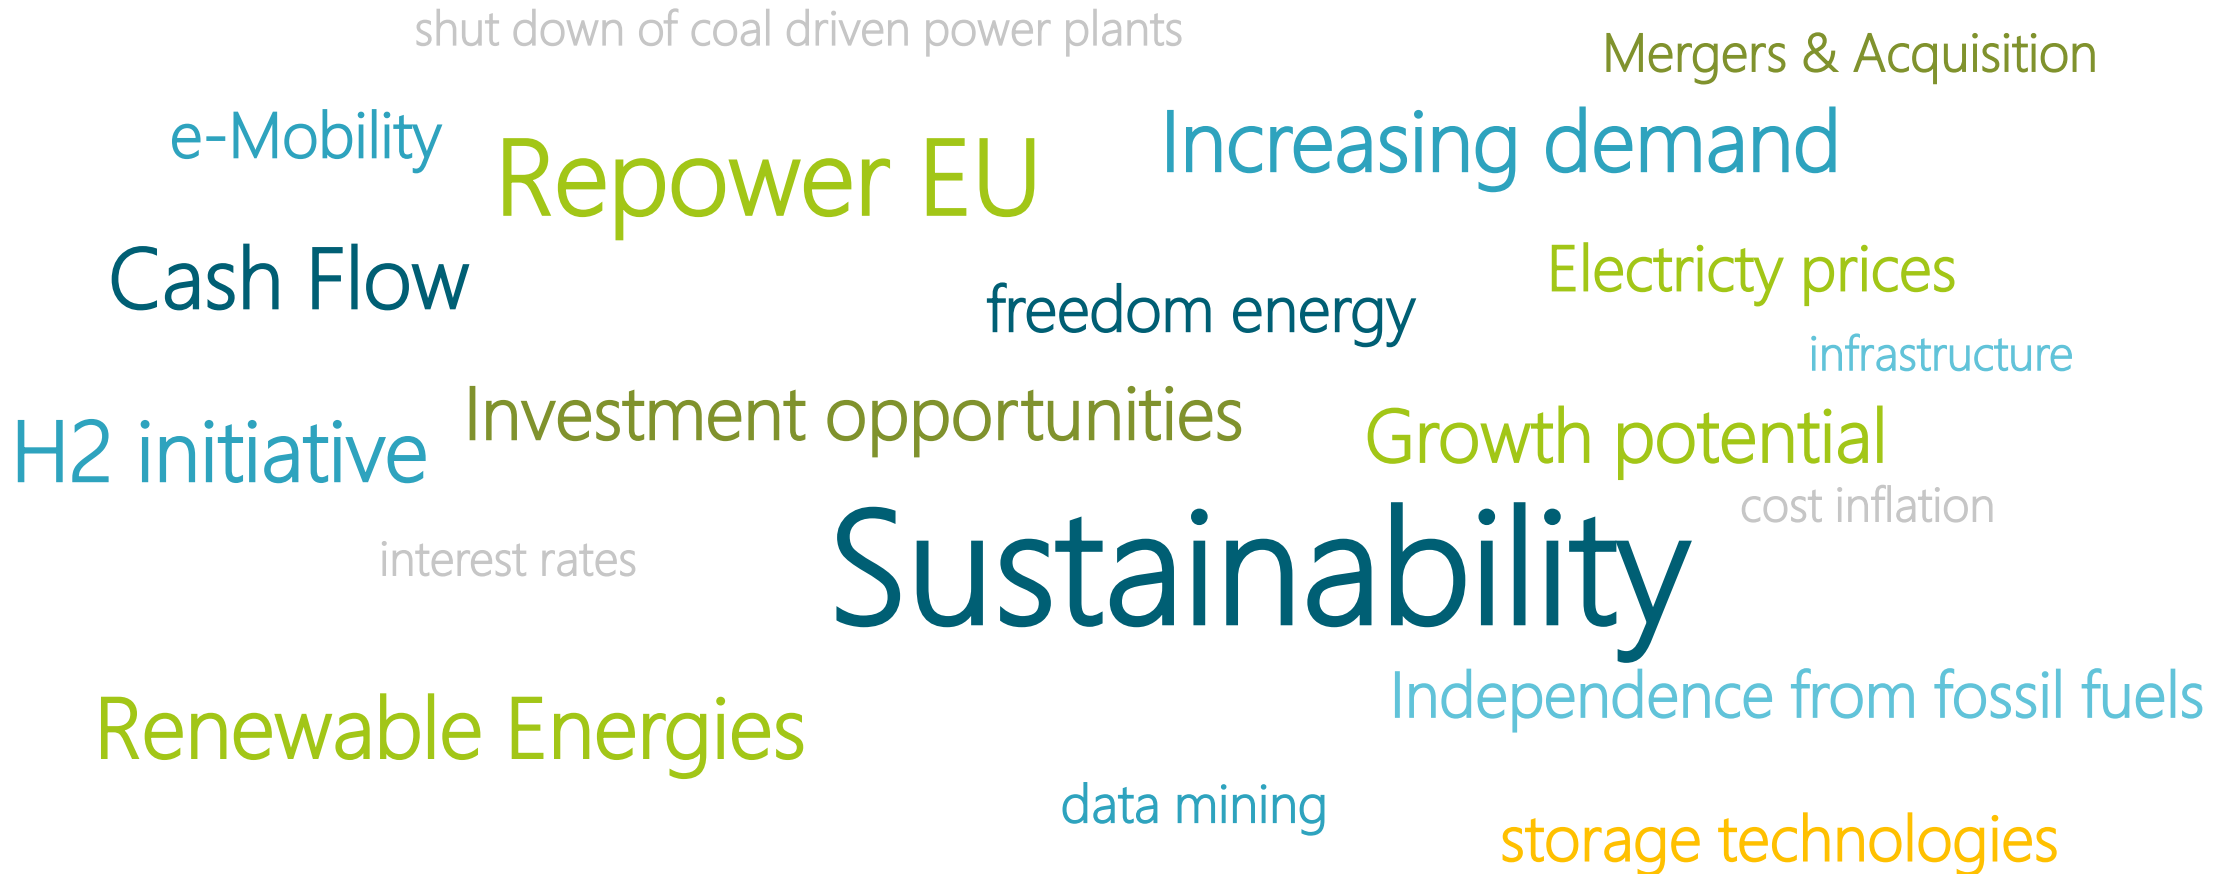 shut down of coal driven power plants
Mergers & Acquisition
e-Mobility
Repower EU
Increasing demand
Cash Flow
freedom energy
Electricty prices
infrastructure
H2 initiative
Investment opportunities
Growth potential
cost inflation
interest rates
Sustainability
Renewable Energies
Independence from fossil fuels
data mining
storage technologies